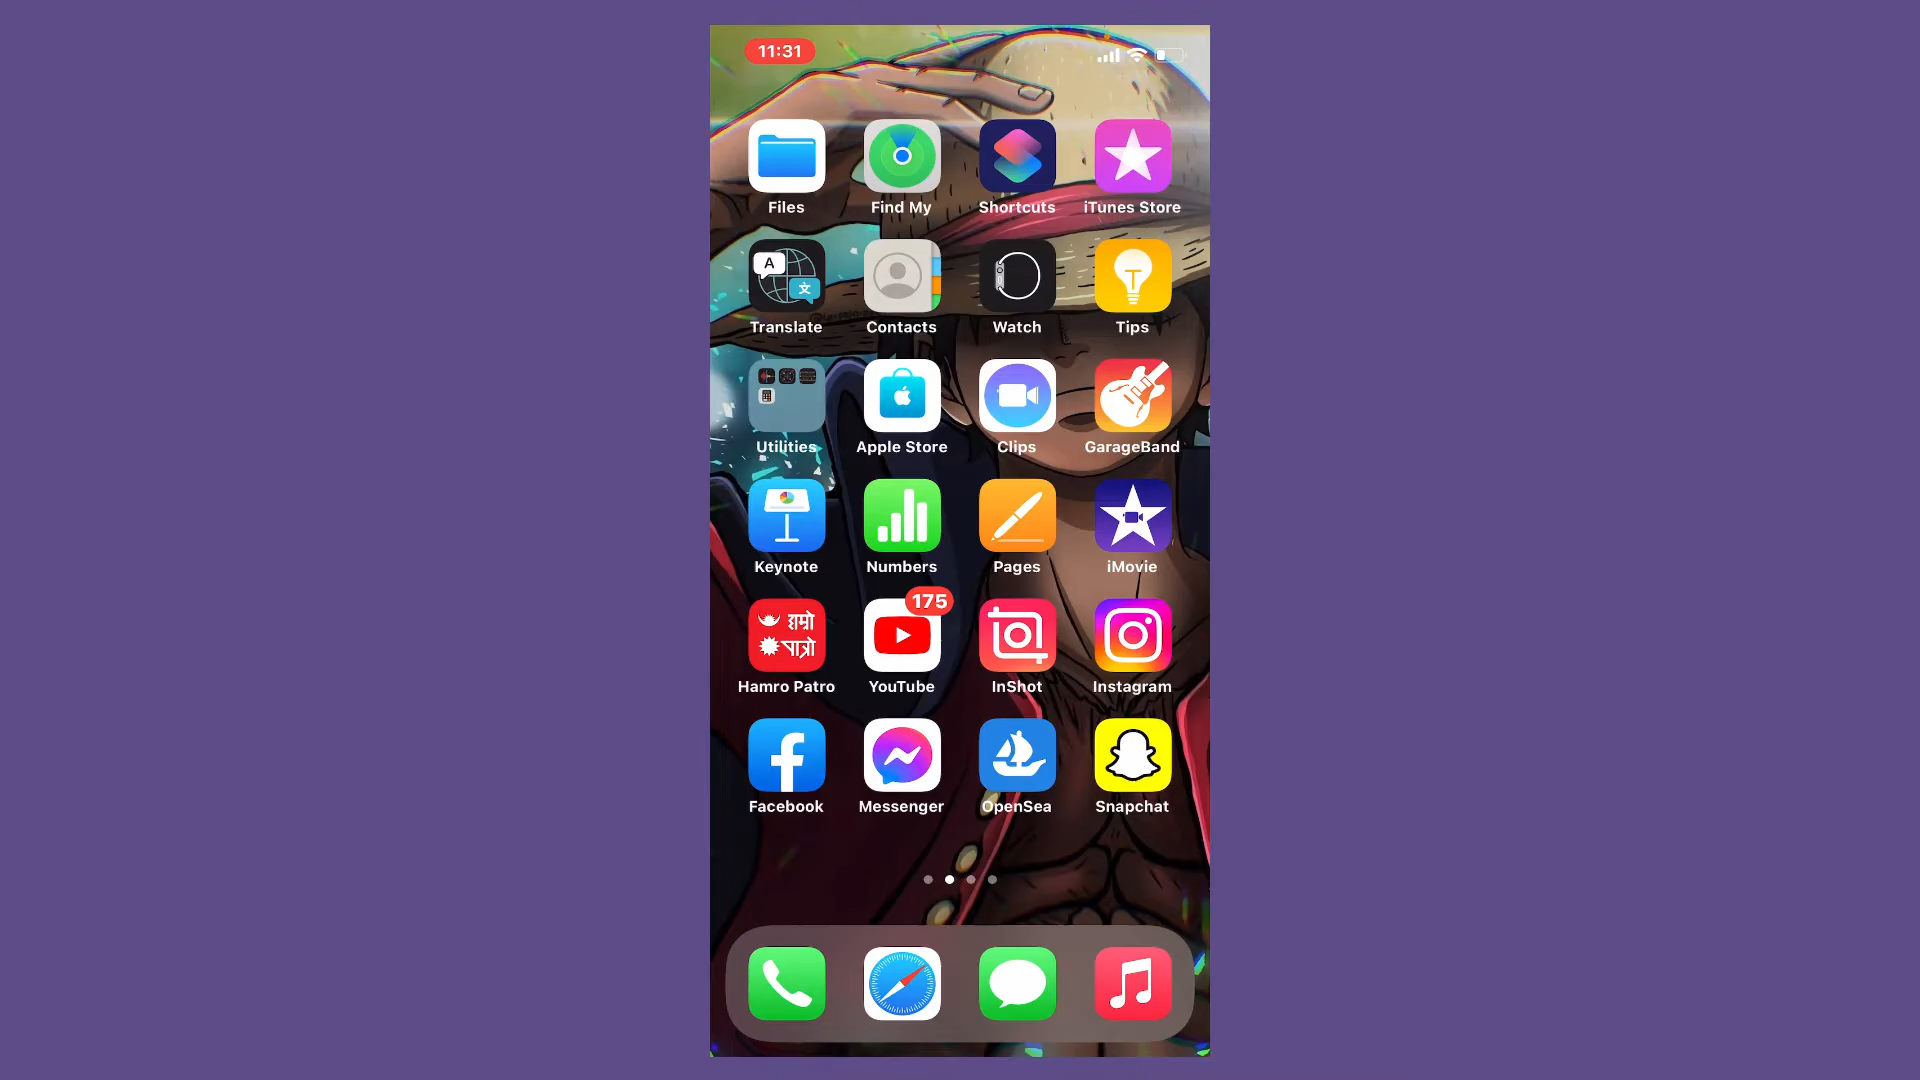 11:31
Files
Find My
Shortcuts
iTunes Store
A
文
Translate
Contacts
Watch
Tips
Utilities
Apple Store
Clips
GarageBand
Keynote
Numbers
Pages
iMovie
हाम्रो
पात्रो
175
Hamro Patro
YouTube
InShot
Instagram
Facebook
Messenger
OpenSea
Snapchat